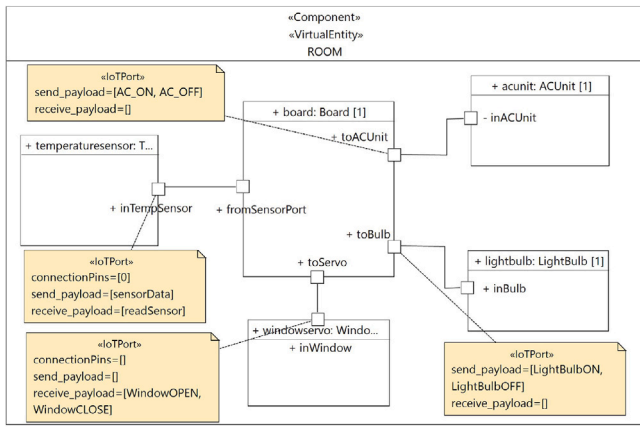 «Component»
«VirtualEntity»
ROOM
«IoTPort»
send_payload=[AC_ON, AC_OFF]
receive_payload=[]
+ acunit: ACUnit [1]
- inACUnit
+ board: Board [1]
+ toACUnit
+ temperaturesensor: T...
+ inTempSensor
+ fromSensorPort
+ toBulb
+ toServo
+ lightbulb: LightBulb [1]
+ inBulb
«IoTPort»
connectionPins=[0]
send_payload=[sensorData]
receive_payload=[readSensor]
+ windowservo: Windo...
+ inWindow
«IoTPort»
connectionPins=[]
send_payload=[]
receive_payload=[WindowOPEN,
WindowCLOSE]
«IoTPort»
send_payload=[LightBulbON,
LightBulbOFF]
receive_payload=[]